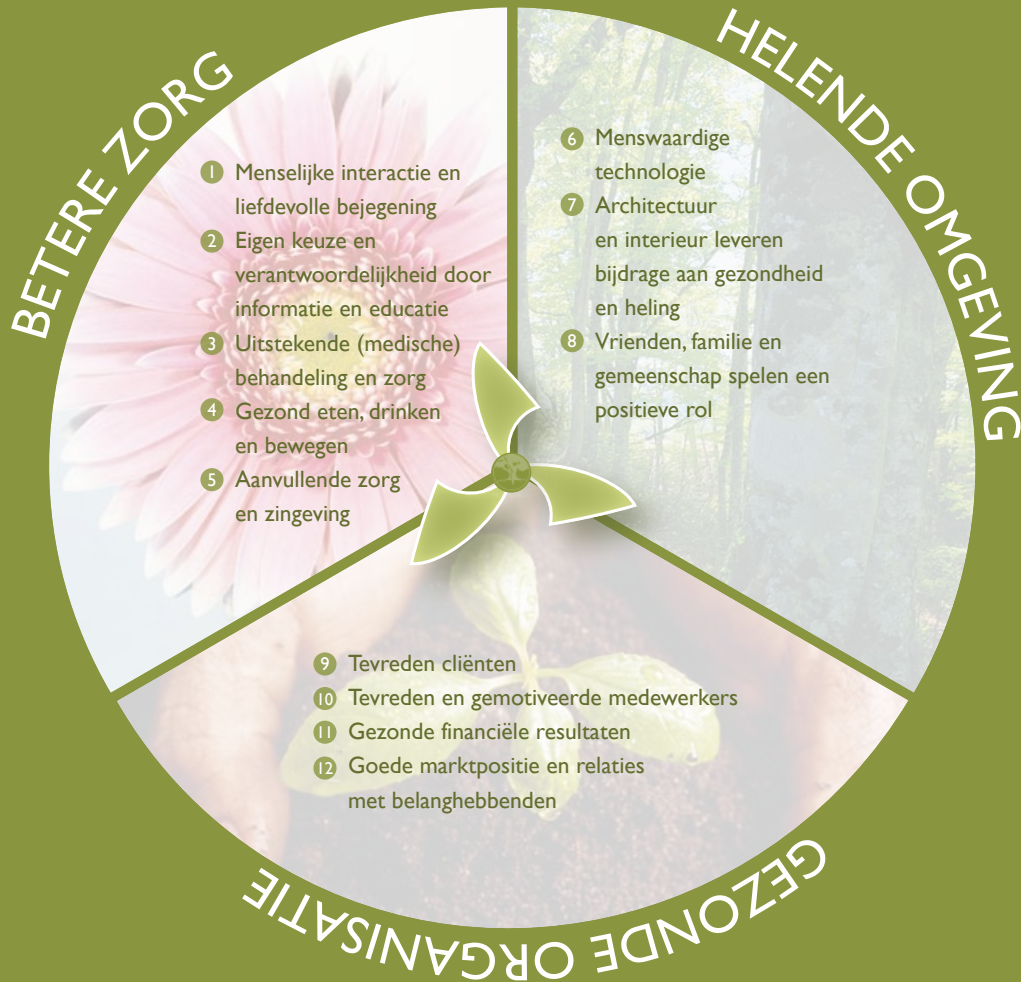 BETERE ZORG
1 Menselijke interactie en
liefdevolle bejegening
2 Eigen keuze en
verantwoordelijkheid door
informatie en educatie
3 Uitstekende (medische)
behandeling en zorg
4 Gezond eten, drinken
en bewegen
5 Aanvullende zorg
en zingeving
HELENDE OMGEVING
6 Menswaardige
technologie
7 Architectuur
en interieur leveren
bijdrage aan gezondheid
en heling
8 Vrienden, familie en
gemeenschap spelen een
positieve rol
9 Tevreden cliënten
10 Tevreden en gemotiveerde medewerkers
11 Gezonde financiële resultaten
12 Goede marktpositie en relaties
met belanghebbenden
GEZONDE ORGANISATIE